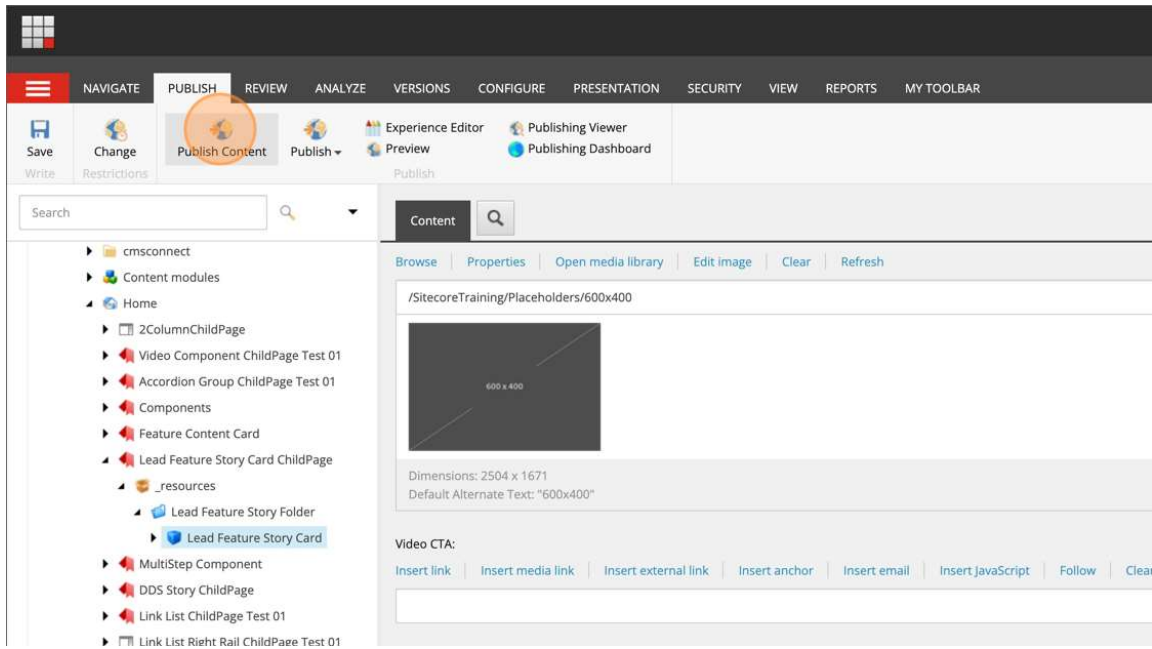 NAVIGATE PUBLISH REVIEW ANALYZE VERSIONS CONFIGURE PRESENTATION SECURITY VIEW REPORTS MY TOOLBAR
Experience Editor Publishing Viewer
Save Change Publish Content Publish Preview Publishing Dashboard
Write Restrictions Publish
Search
Content
cmsconnect
Content modules
Home
2ColumnChildPage
Video Component ChildPage Test 01
Accordion Group ChildPage Test 01
Components
Feature Content Card
Lead Feature Story Card ChildPage
_resources
Lead Feature Story Folder
Lead Feature Story Card
MultiStep Component
DDS Story ChildPage
Link List ChildPage Test 01
Link List Right Rail ChildPage Test 01
Browse Properties Open media library Edit image Clear Refresh
/SitecoreTraining/Placeholders/600x400
600 x 400
Dimensions: 2504 x 1671
Default Alternate Text: "600x400"
Video CTA:
Insert link Insert media link Insert external link Insert anchor Insert email Insert JavaScript Follow Clear